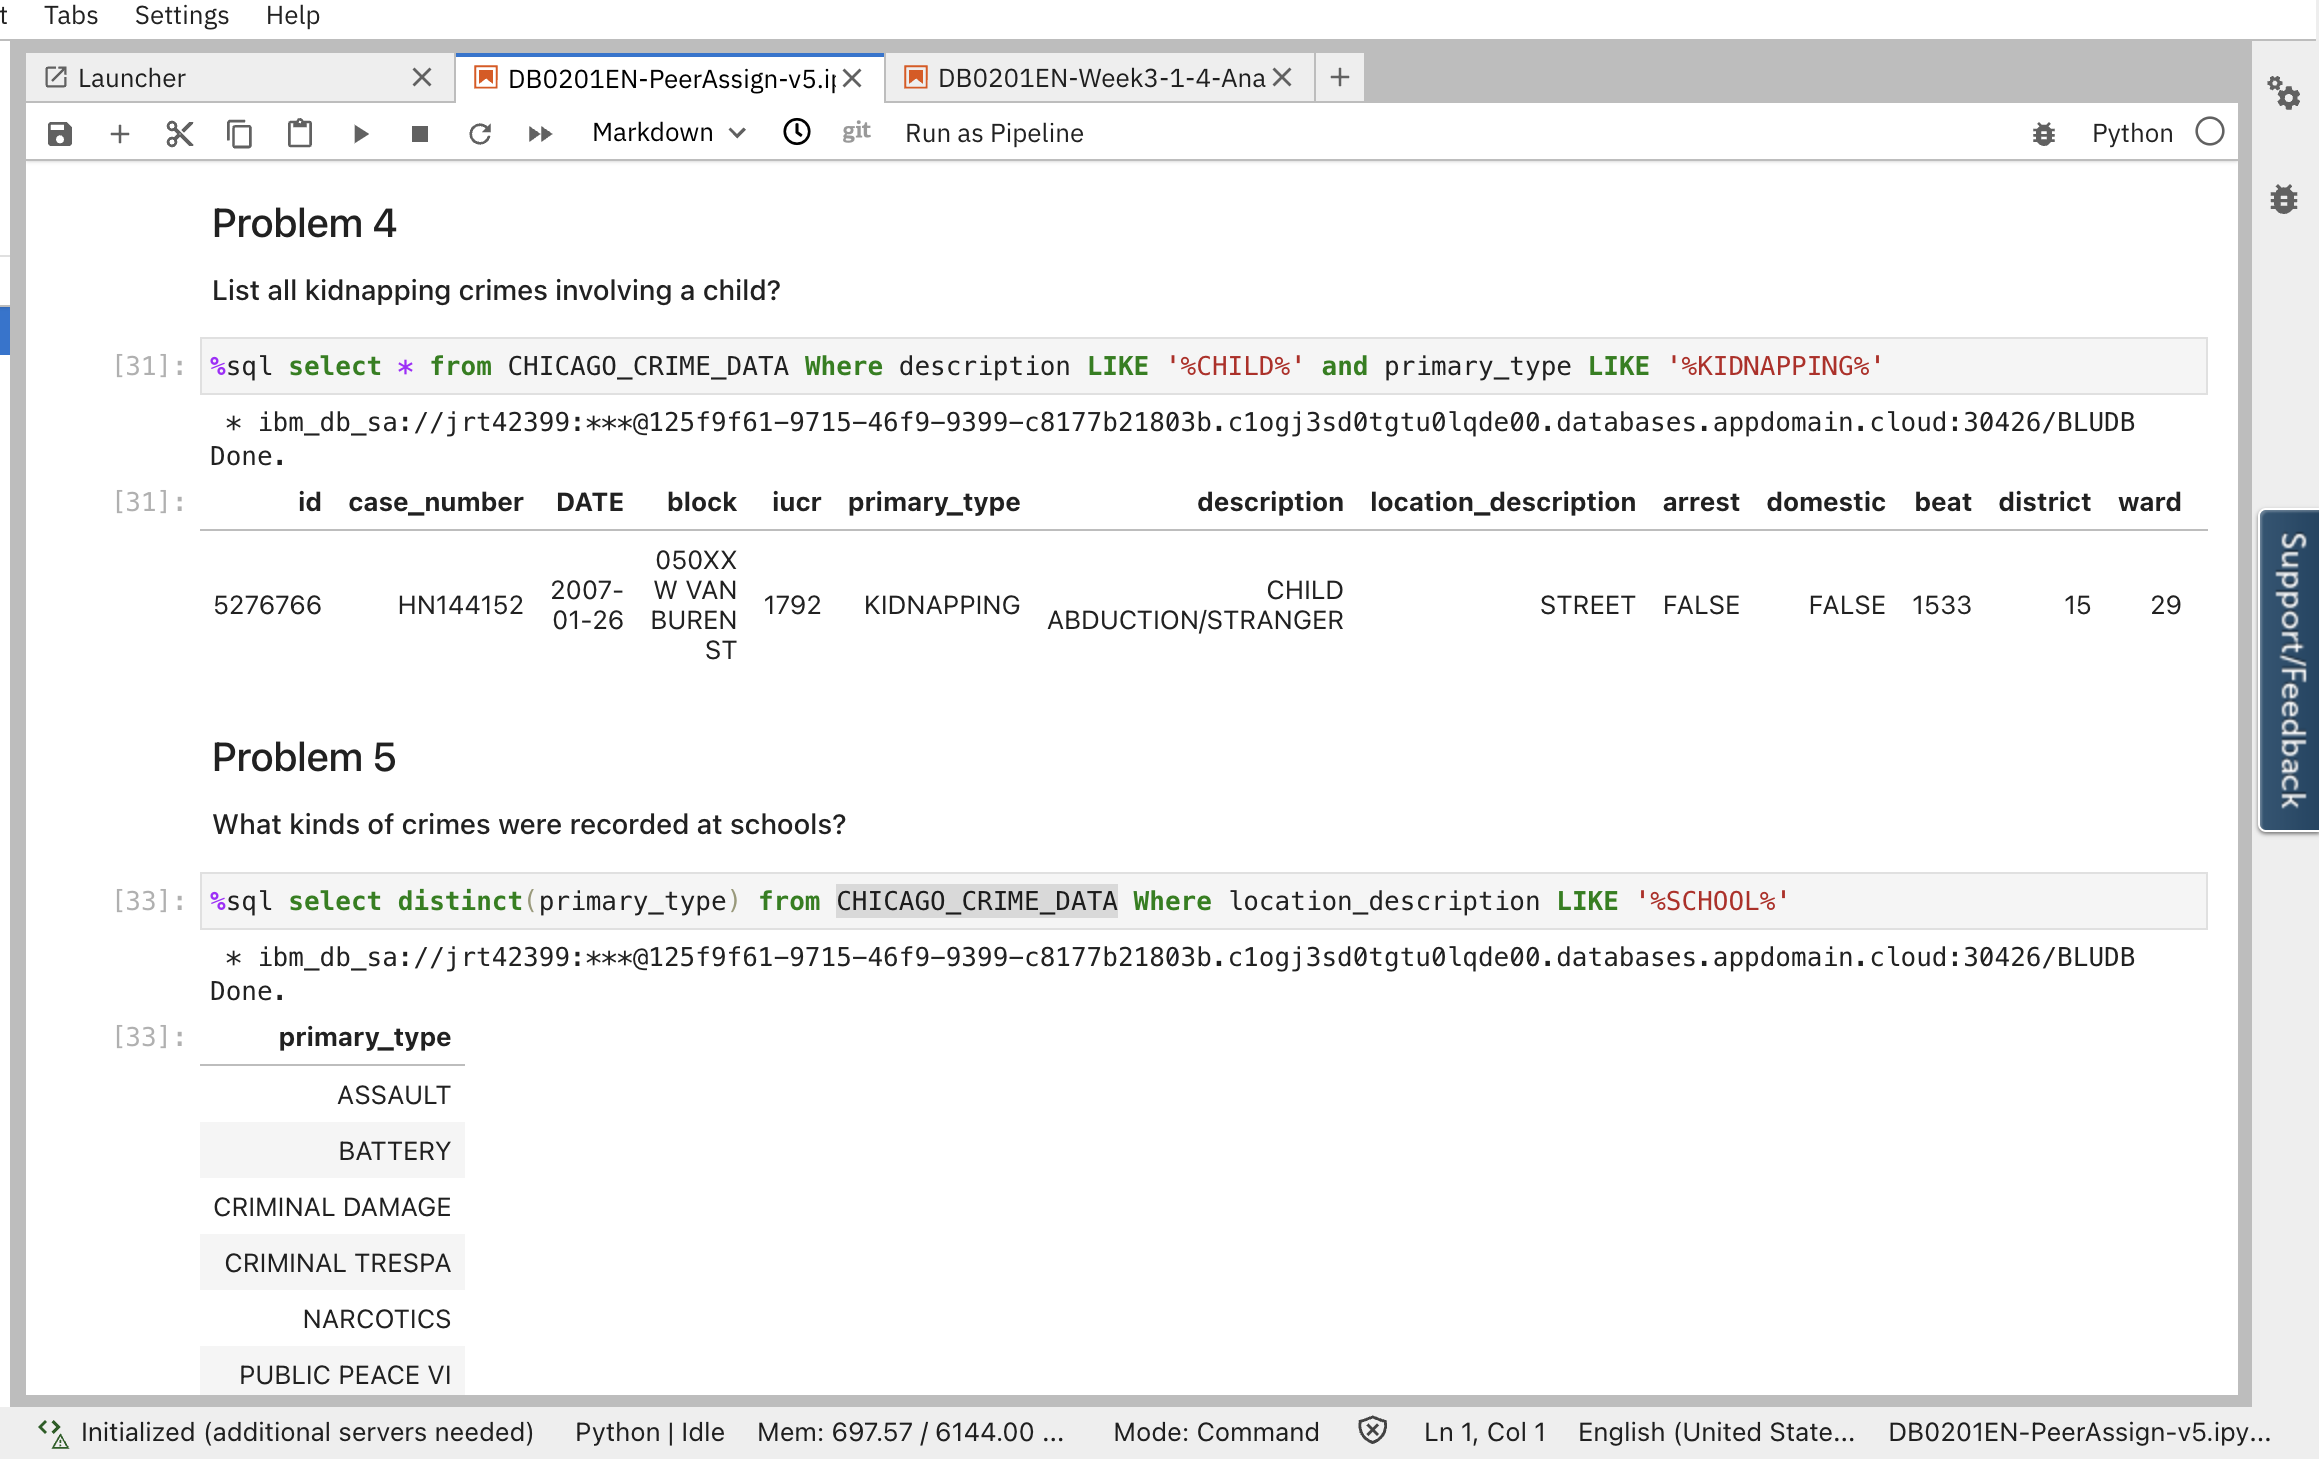 t Tabs Settings Help
Launcher DB0201EN-PeerAssign-v5.ip DB0201EN-Week3-1-4-Ana
Markdown git Run as Pipeline Python
Problem 4
List all kidnapping crimes involving a child?
[31]: %sql select * from CHICAGO_CRIME_DATA Where description LIKE '%CHILD%' and primary_type LIKE '%KIDNAPPING%'
* ibm_db_sa://jrt42399:***@125f9f61-9715-46f9-9399-c8177b21803b.c1ogj3sd0tgtu0lqde00.databases.appdomain.cloud:30426/BLUDB
Done.
[31]: id case_number DATE block iucr primary_type description location_description arrest domestic beat district ward
5276766 HN144152 2007-01-26 050XX W VAN BUREN ST 1792 KIDNAPPING CHILD ABDUCTION/STRANGER STREET FALSE FALSE 1533 15 29
Problem 5
What kinds of crimes were recorded at schools?
[33]: %sql select distinct(primary_type) from CHICAGO_CRIME_DATA Where location_description LIKE '%SCHOOL%'
* ibm_db_sa://jrt42399:***@125f9f61-9715-46f9-9399-c8177b21803b.c1ogj3sd0tgtu0lqde00.databases.appdomain.cloud:30426/BLUDB
Done.
[33]: primary_type
ASSAULT
BATTERY
CRIMINAL DAMAGE
CRIMINAL TRESPA
NARCOTICS
PUBLIC PEACE VI
Support/Feedback
Initialized (additional servers needed) Python | Idle Mem: 697.57 / 6144.00 ... Mode: Command Ln 1, Col 1 English (United State... DB0201EN-PeerAssign-v5.ipy...